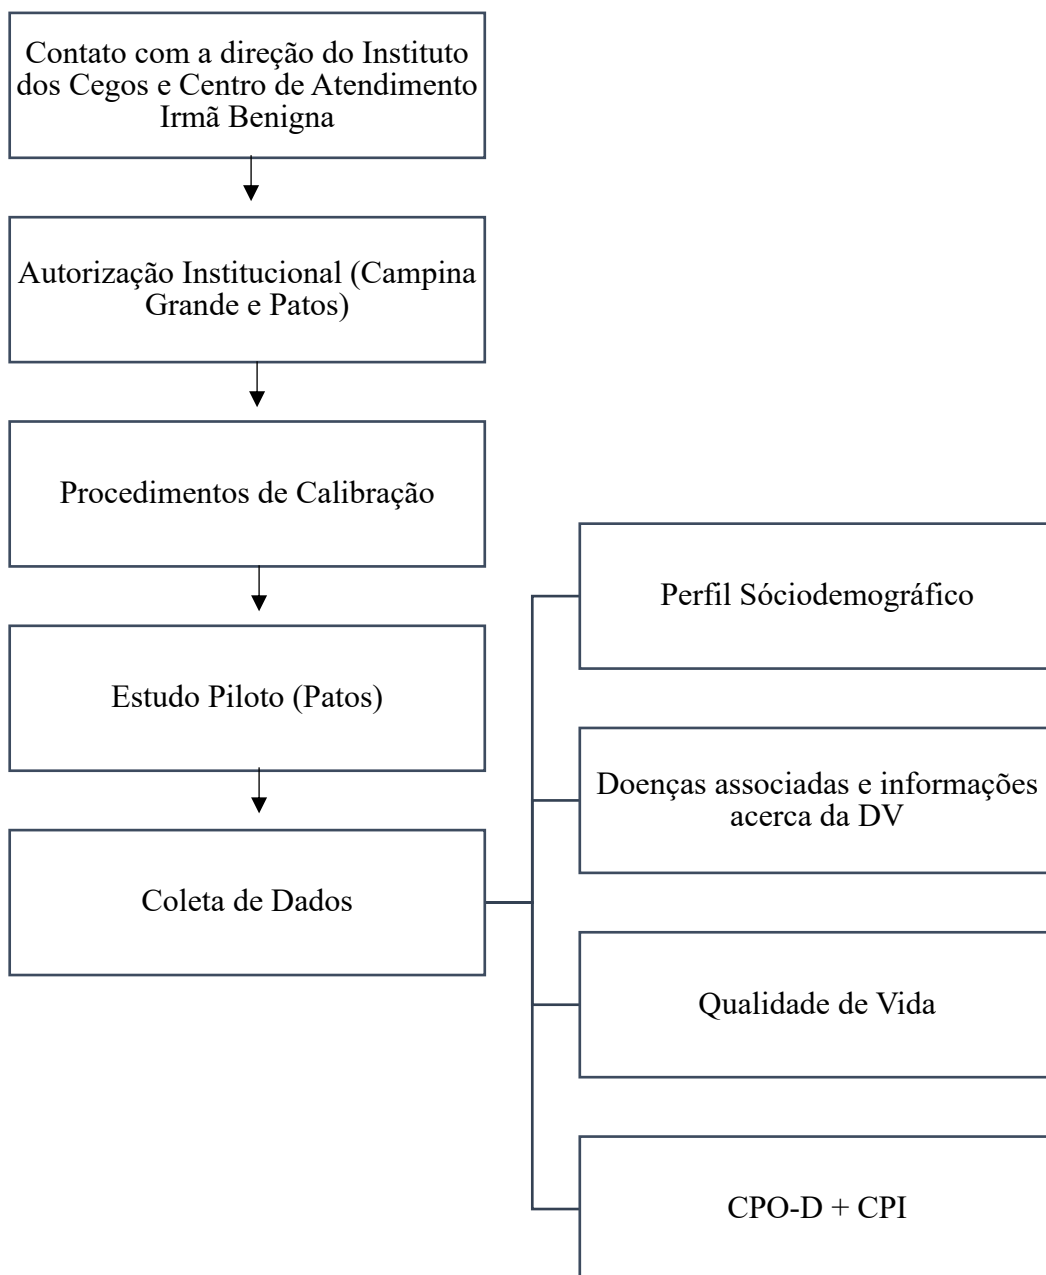 Contato com a direção do Instituto
dos Cegos e Centro de Atendimento
Irmã Benigna
Autorização Institucional (Campina
Grande e Patos)
Procedimentos de Calibração
Estudo Piloto (Patos)
Coleta de Dados
Perfil Sóciodemográfico
Doenças associadas e informações
acerca da DV
Qualidade de Vida
CPO-D + CPI